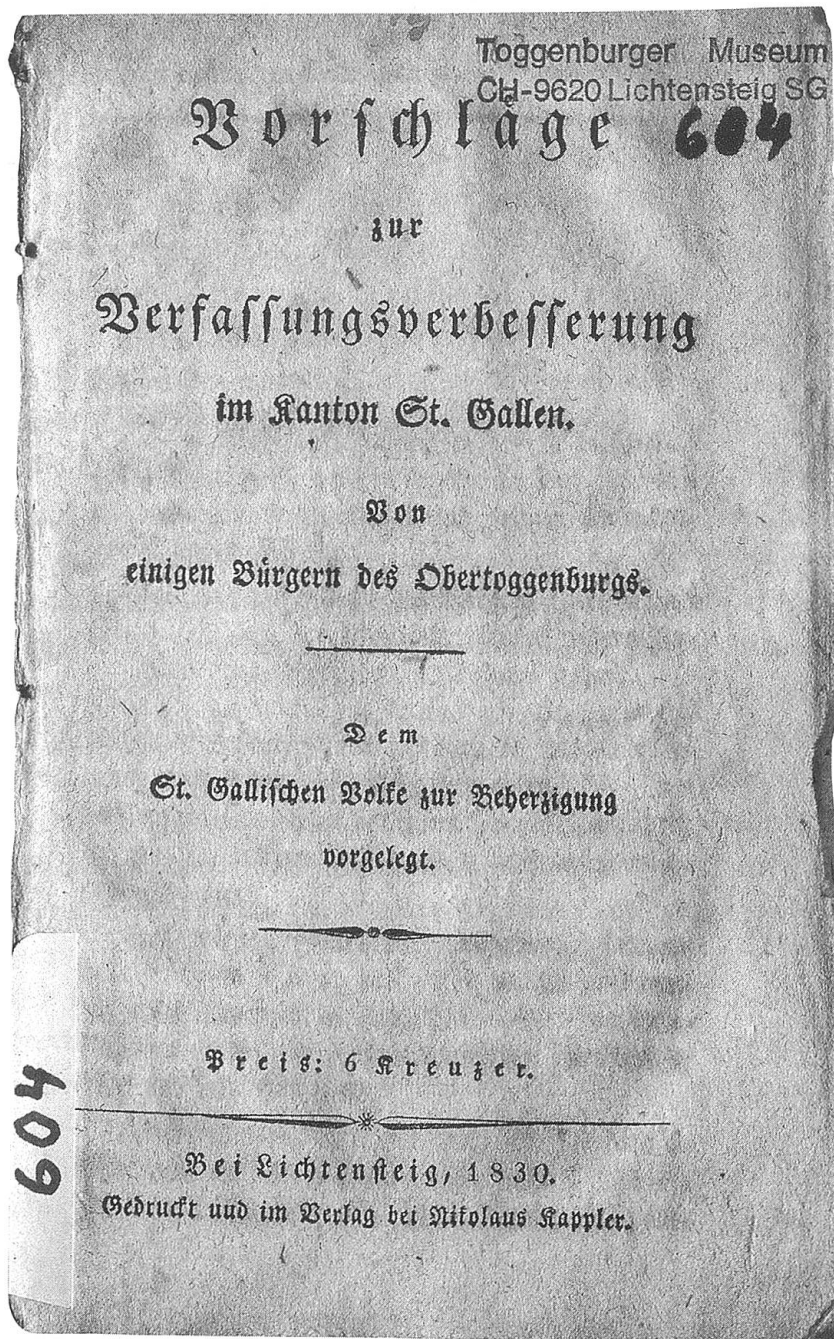 Toggenburger Museum
CH-9620 Lichtensteig SG
604
Vorschläge
zur
Verfassungsverbesserung
im Kanton St. Gallen.
Von
einigen Bürgern des Obertoggenburgs.
Dem
St. Gallischen Volke zur Beherzigung
vorgelegt.
Preis: 6 Kreuzer.
604
Bei Lichtensteig, 1830.
Gedruckt und im Verlag bei Nikolaus Kappler.